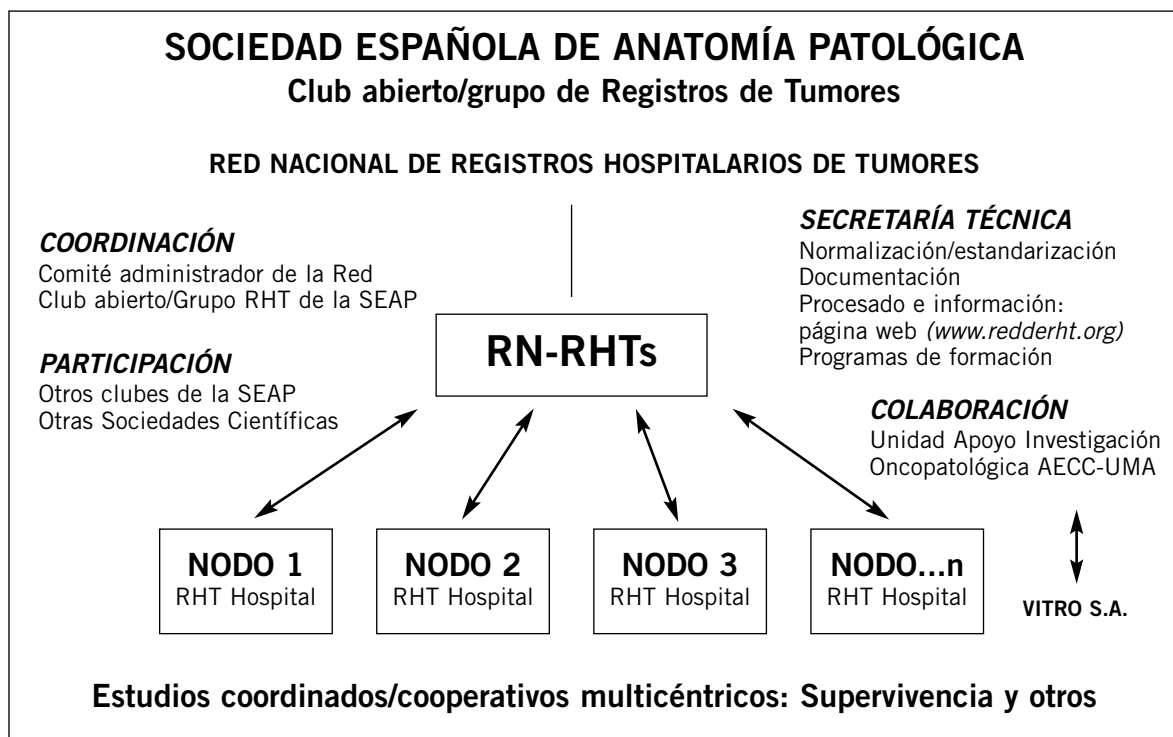 SOCIEDAD ESPAÑOLA DE ANATOMÍA PATOLÓGICA
Club abierto/grupo de Registros de Tumores
RED NACIONAL DE REGISTROS HOSPITALARIOS DE TUMORES
COORDINACIÓN
Comité administrador de la Red
Club abierto/Grupo RHT de la SEAP
PARTICIPACIÓN
Otros clubes de la SEAP
Otras Sociedades Científicas
SECRETARÍA TÉCNICA
Normalización/estandarización
Documentación
Procesado e información:
página web (www.redderht.org)
Programas de formación
COLABORACIÓN
Unidad Apoyo Investigación
Oncopatológica AECC-UMA
RN-RHTs
NODO 1
RHT Hospital
NODO 2
RHT Hospital
NODO 3
RHT Hospital
NODO...n
RHT Hospital
VITRO S.A.
Estudios coordinados/cooperativos multicéntricos: Supervivencia y otros